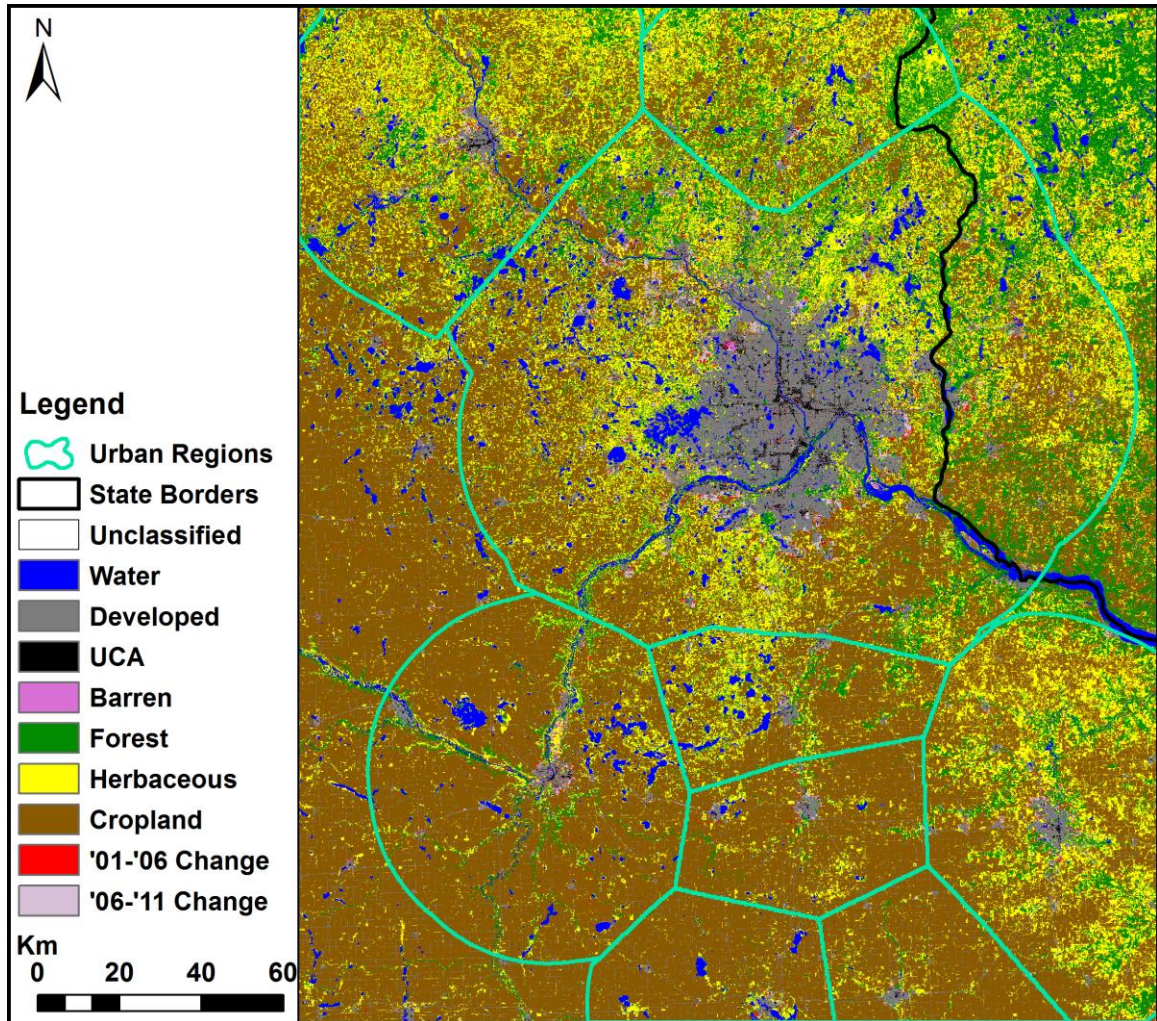 N
Legend
Urban Regions
State Borders
Unclassified
Water
Developed
UCA
Barren
Forest
Herbaceous
Cropland
'01-'06 Change
'06-'11 Change
Km
0 20 40 60